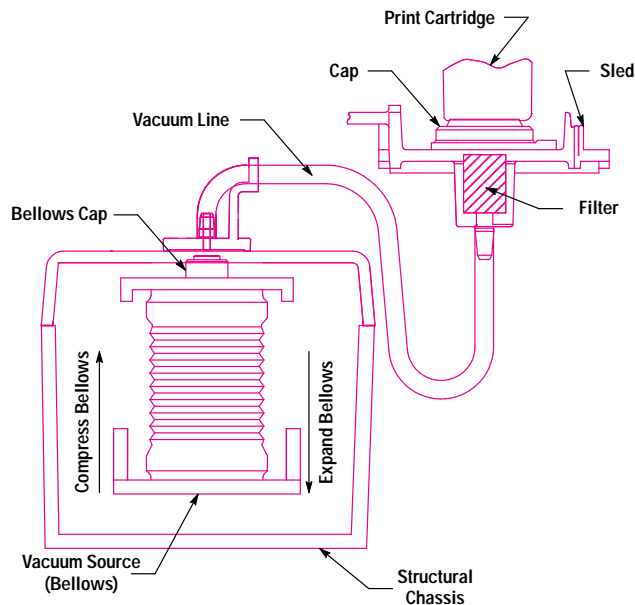 Print Cartridge
Cap
Sled
Vacuum Line
Bellows Cap
Filter
Compress Bellows
Expand Bellows
Vacuum Source
(Bellows)
Structural
Chassis